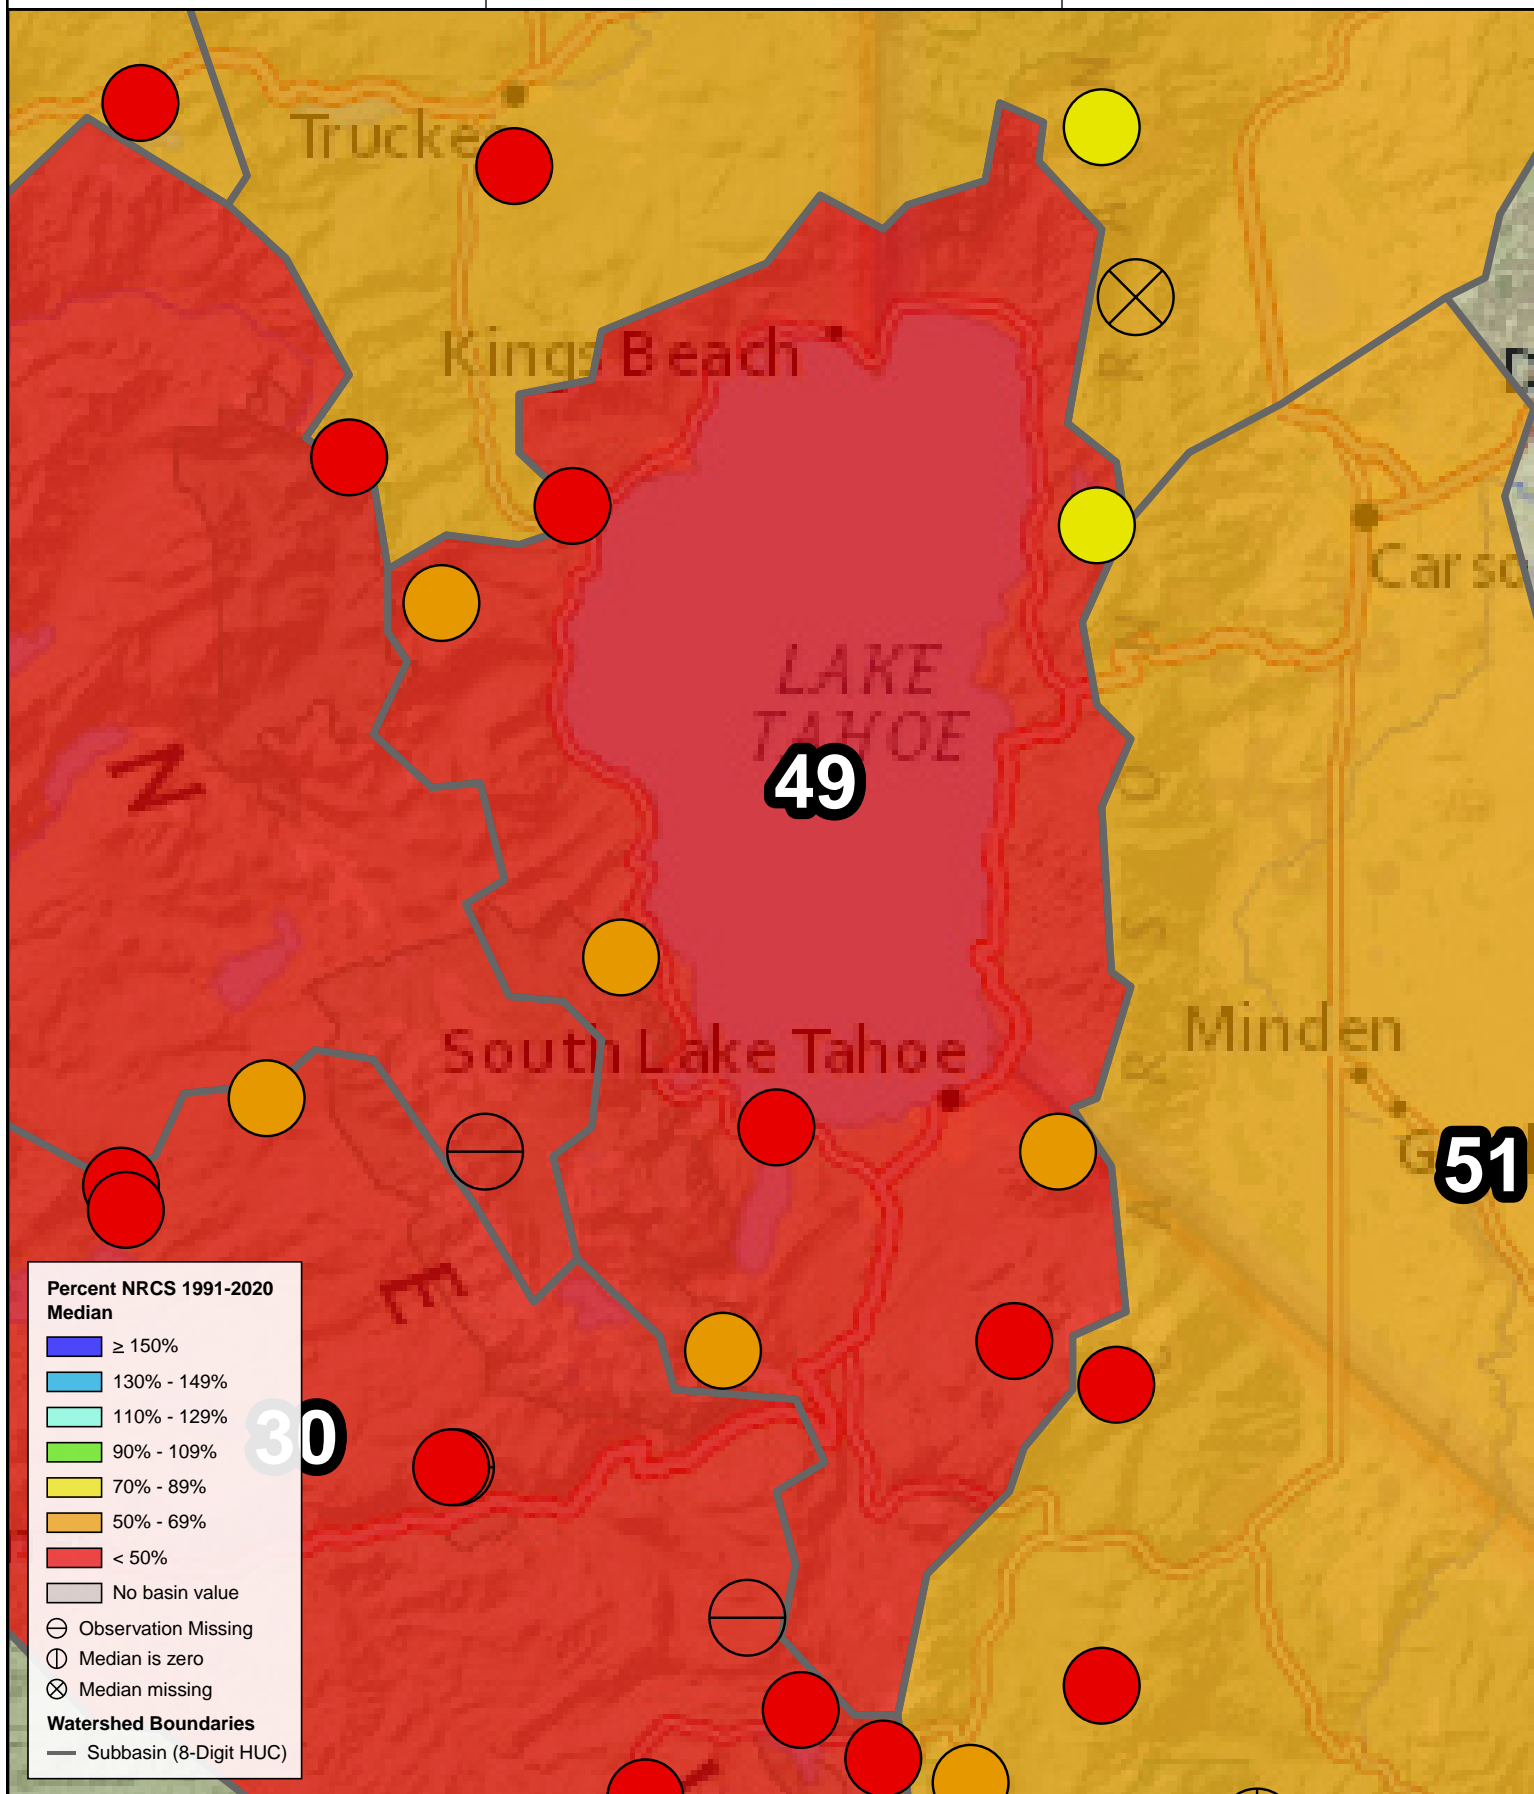 Trucke
Kings Beach
LAKE
TAHOE
49
Carso
N
South Lake Tahoe
Minden
G
51
E
30
Percent NRCS 1991-2020
Median
≥ 150%
130% - 149%
110% - 129%
90% - 109%
70% - 89%
50% - 69%
< 50%
No basin value
Observation Missing
Median is zero
Median missing
Watershed Boundaries
Subbasin (8-Digit HUC)